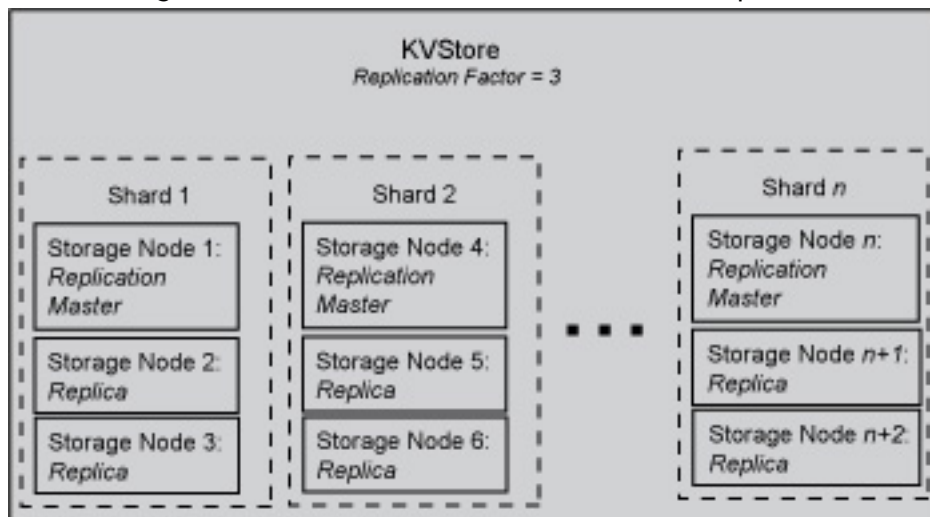 KVStore
Replication Factor = 3
Shard 1
Storage Node 1:
Replication
Master
Storage Node 2:
Replica
Storage Node 3:
Replica
Shard 2
Storage Node 4:
Replication
Master
Storage Node 5:
Replica
Storage Node 6:
Replica
Shard n
Storage Node n:
Replication
Master
Storage Node n+1:
Replica
Storage Node n+2:
Replica